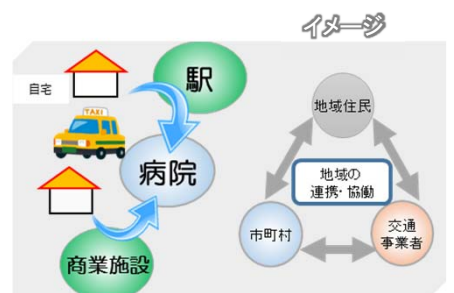 イメージ
自宅
駅
TAXI
病院
商業施設
地域住民
地域の
連携・協働
市町村
交通
事業者